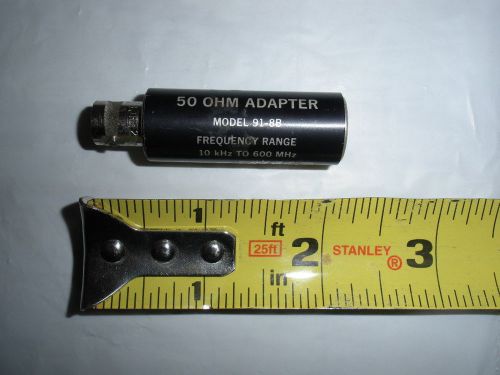 50 OHM ADAPTER
MODEL 91-8B
FREQUENCY RANGE
10 kHz TO 600 MHz
1
ft
25ft 2 STANLEY® 3
in
1